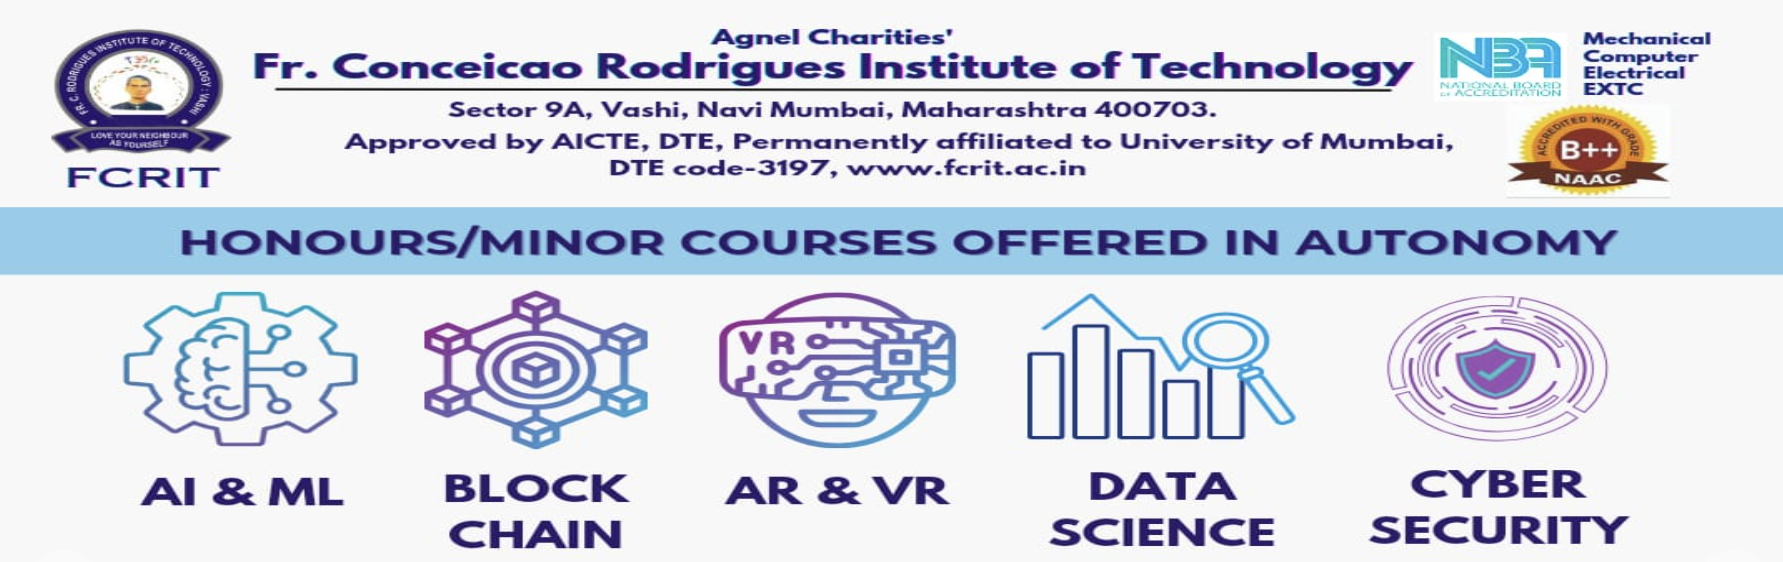 FR. C. RODRIGUES INSTITUTE OF TECHNOLOGY : VASHI
LOVE YOUR NEIGHBOUR
AS YOURSELF
FCRIT
Agnel Charities'
Fr. Conceicao Rodrigues Institute of Technology
Sector 9A, Vashi, Navi Mumbai, Maharashtra 400703.
Approved by AICTE, DTE, Permanently affiliated to University of Mumbai,
DTE code-3197, www.fcrit.ac.in
NBA
NATIONAL BOARD
OF ACCREDITATION
Mechanical
Computer
Electrical
EXTC
ACCREDITED WITH GRADE
B++
NAAC
HONOURS/MINOR COURSES OFFERED IN AUTONOMY
VR
AI & ML
BLOCK
CHAIN
AR & VR
DATA
SCIENCE
CYBER
SECURITY